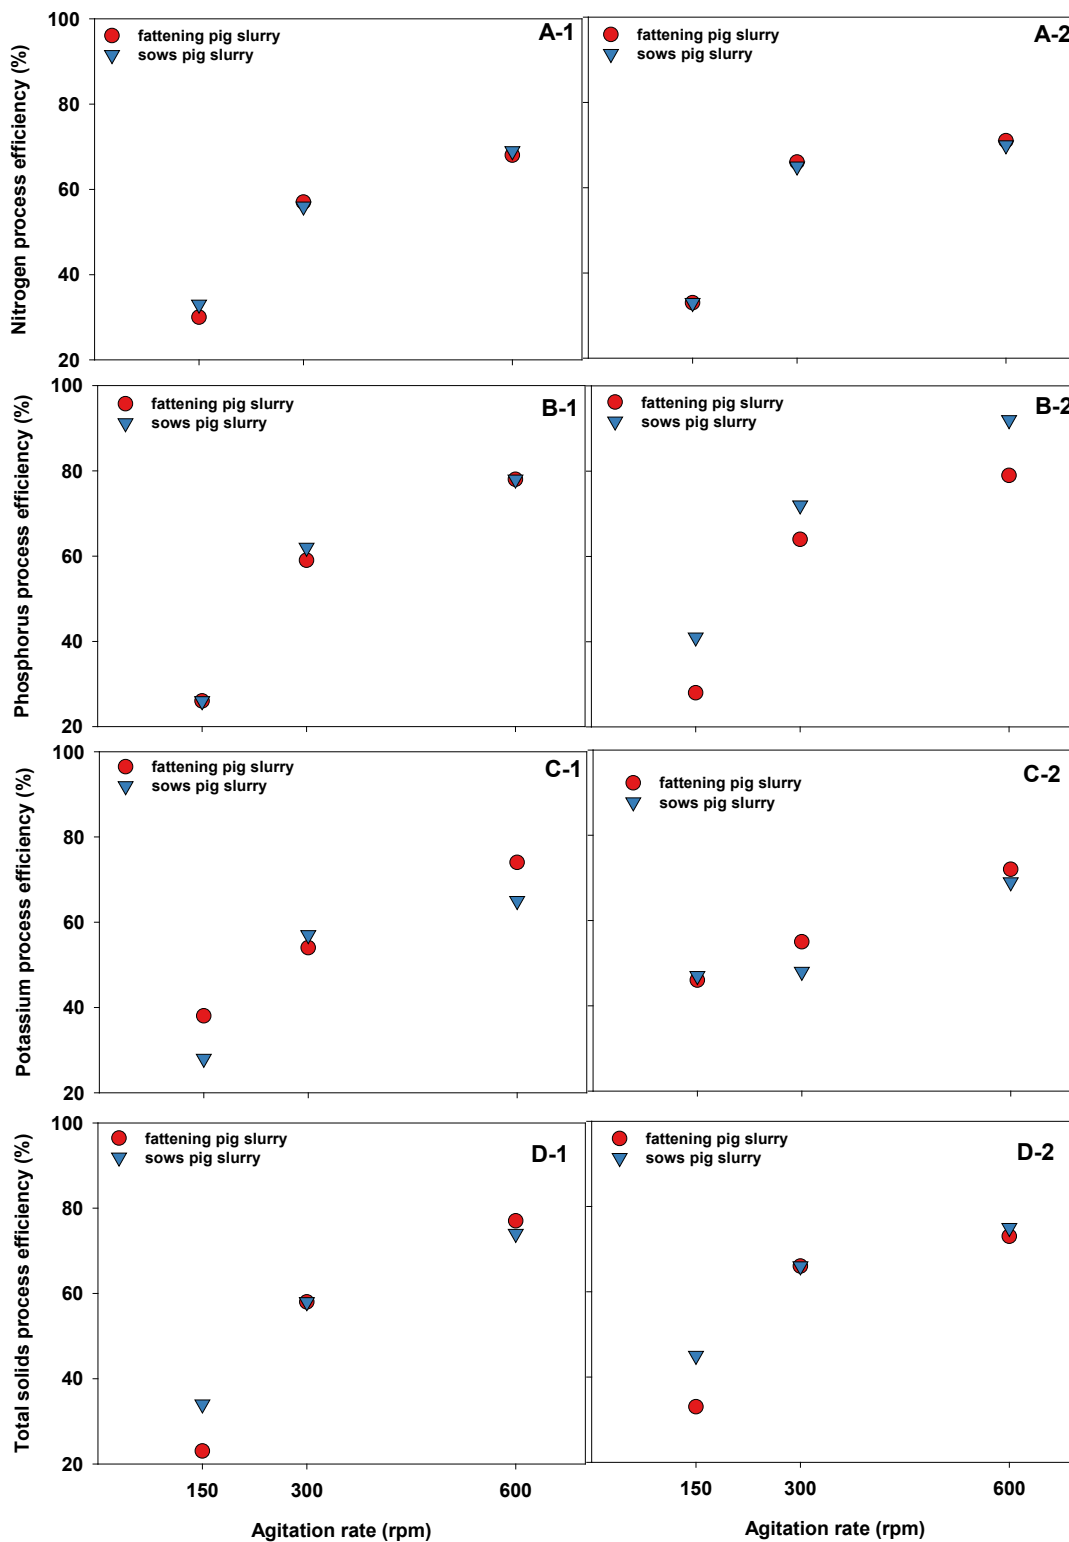 Nitrogen process efficiency (%)
100
80
60
40
20
fattening pig slurry
sows pig slurry
A-1
fattening pig slurry
sows pig slurry
A-2
Phosphorus process efficiency (%)
100
80
60
40
20
fattening pig slurry
sows pig slurry
B-1
fattening pig slurry
sows pig slurry
B-2
Potassium process efficiency (%)
100
80
60
40
20
fattening pig slurry
sows pig slurry
C-1
fattening pig slurry
sows pig slurry
C-2
Total solids process efficiency (%)
100
80
60
40
20
fattening pig slurry
sows pig slurry
D-1
fattening pig slurry
sows pig slurry
D-2
150 300 600
150 300 600
Agitation rate (rpm)
Agitation rate (rpm)